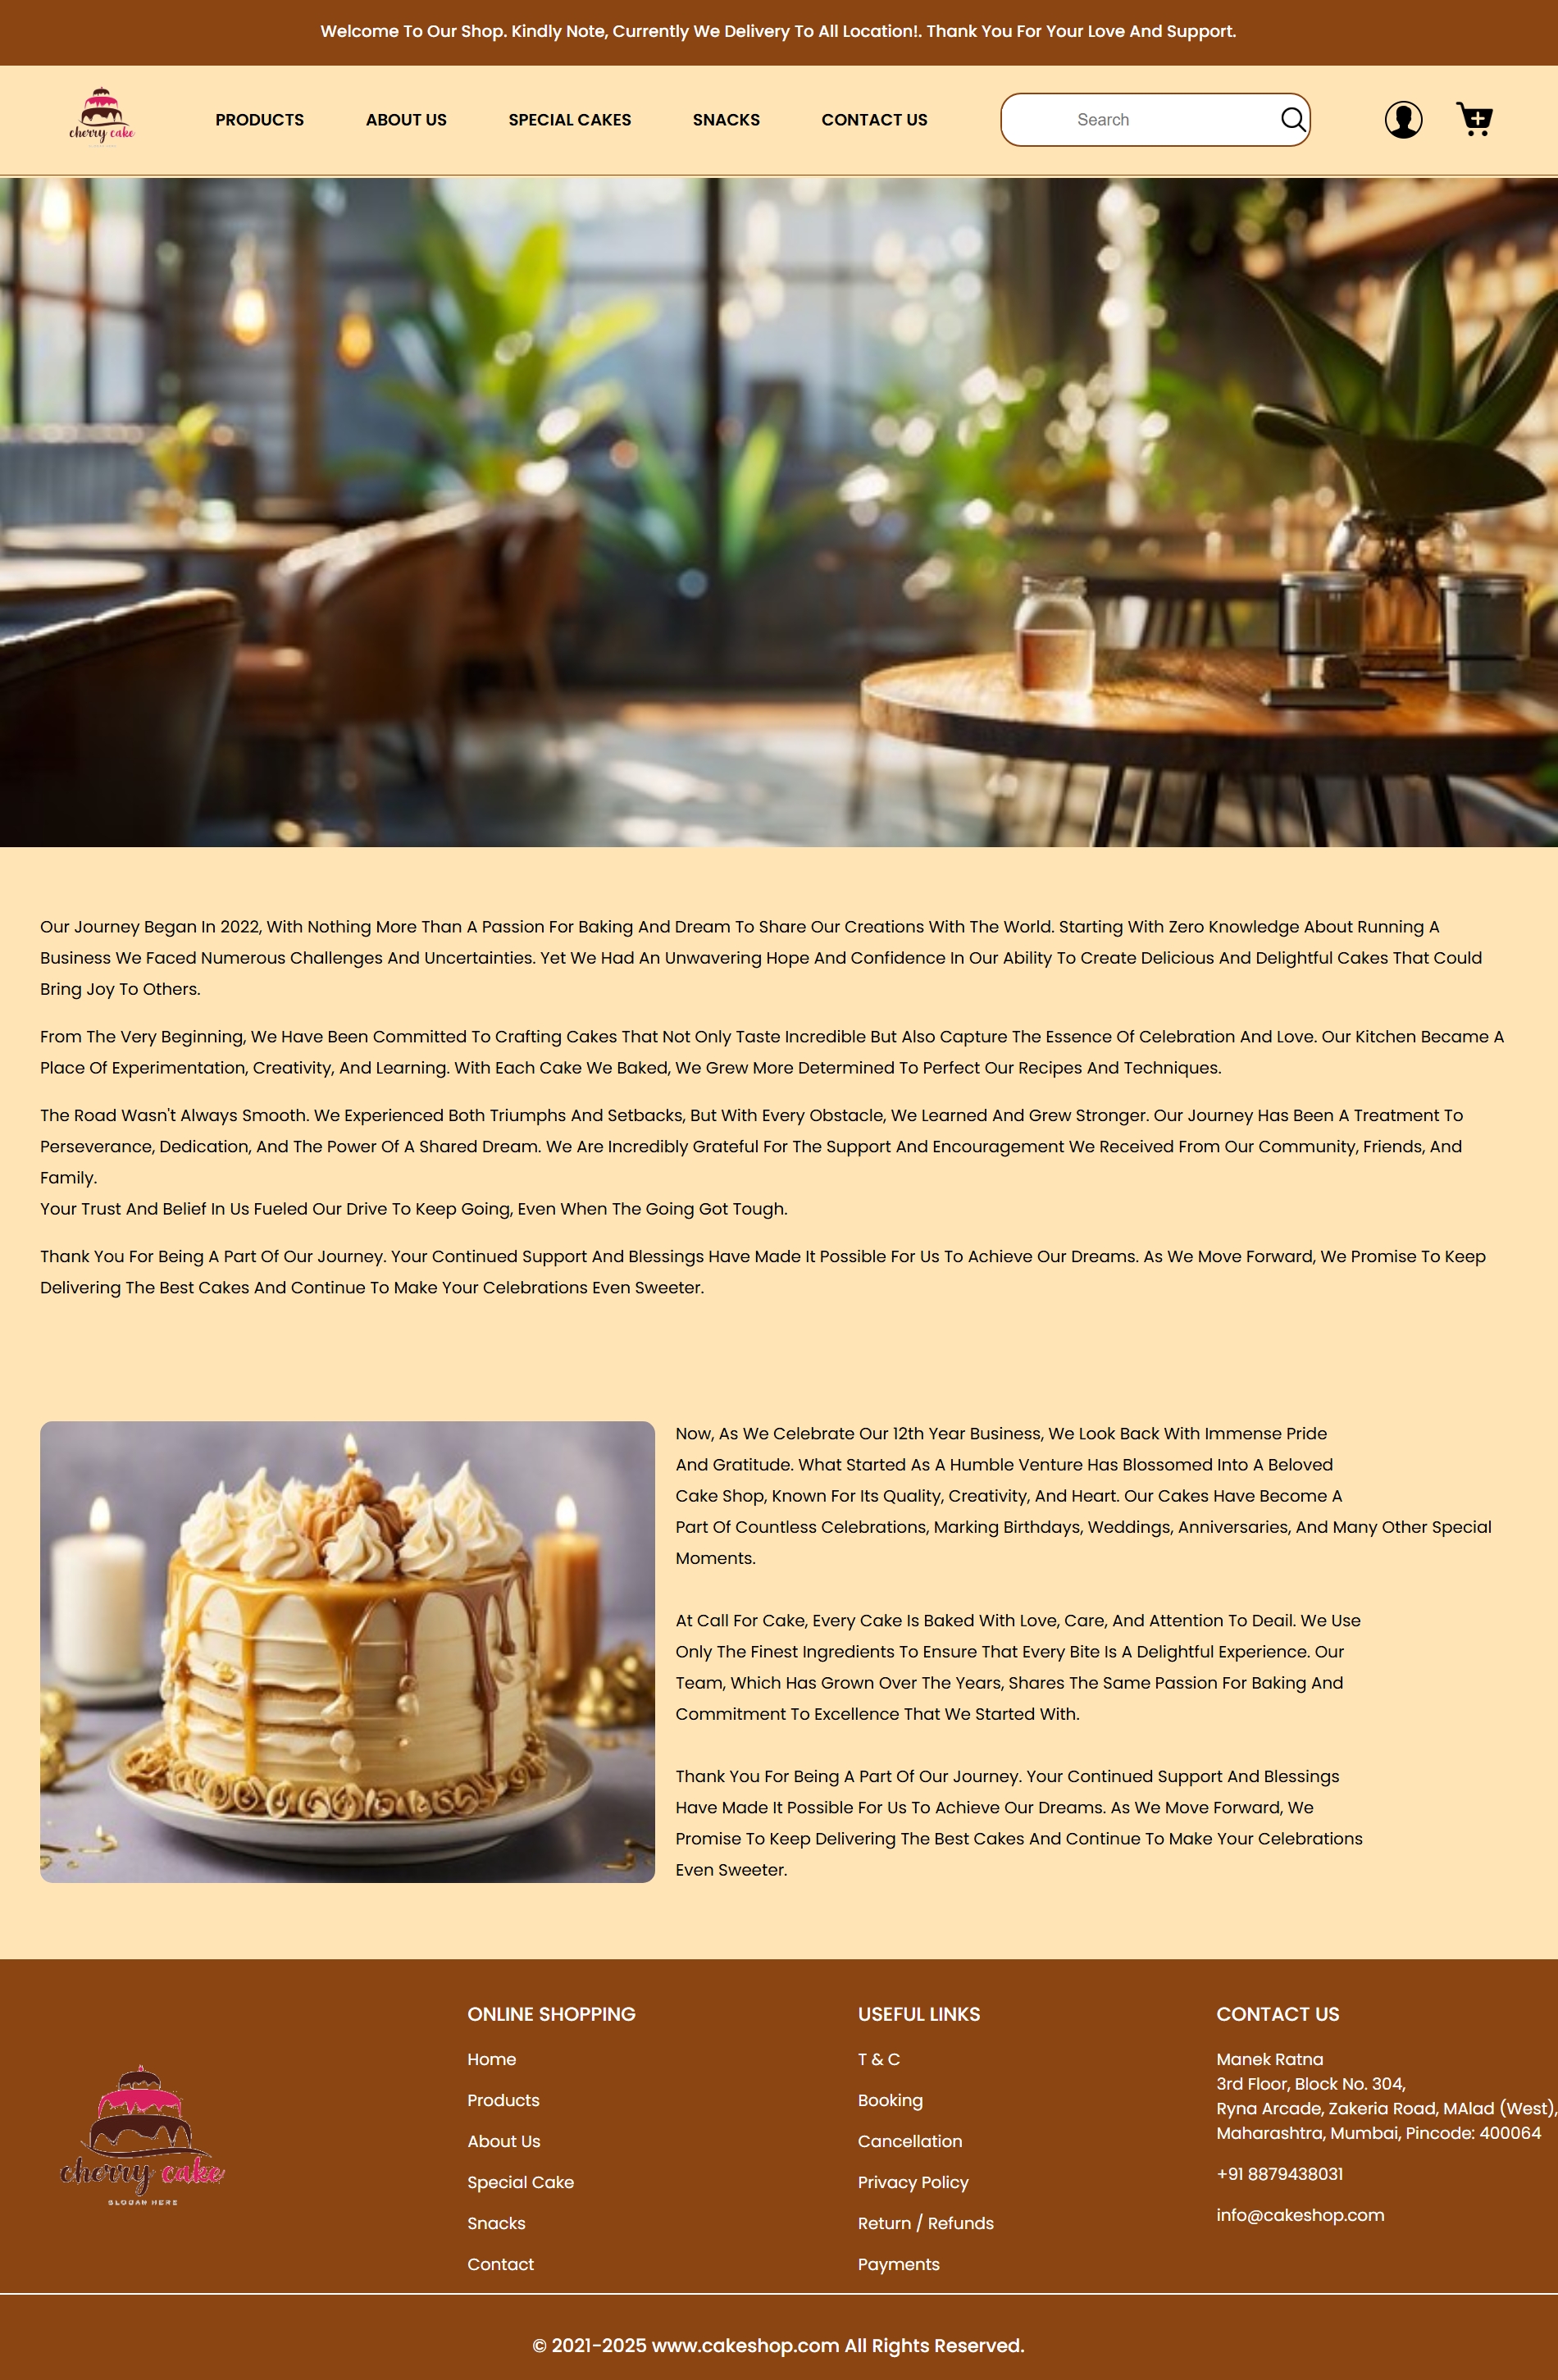 Welcome To Our Shop. Kindly Note, Currently We Delivery To All Location!. Thank You For Your Love And Support.
cherry cake
PRODUCTS
ABOUT US
SPECIAL CAKES
SNACKS
CONTACT US
Search
Our Journey Began In 2022, With Nothing More Than A Passion For Baking And Dream To Share Our Creations With The World. Starting With Zero Knowledge About Running A
Business We Faced Numerous Challenges And Uncertainties. Yet We Had An Unwavering Hope And Confidence In Our Ability To Create Delicious And Delightful Cakes That Could
Bring Joy To Others.
From The Very Beginning, We Have Been Committed To Crafting Cakes That Not Only Taste Incredible But Also Capture The Essence Of Celebration And Love. Our Kitchen Became A
Place Of Experimentation, Creativity, And Learning. With Each Cake We Baked, We Grew More Determined To Perfect Our Recipes And Techniques.
The Road Wasn't Always Smooth. We Experienced Both Triumphs And Setbacks, But With Every Obstacle, We Learned And Grew Stronger. Our Journey Has Been A Treatment To
Perseverance, Dedication, And The Power Of A Shared Dream. We Are Incredibly Grateful For The Support And Encouragement We Received From Our Community, Friends, And
Family.
Your Trust And Belief In Us Fueled Our Drive To Keep Going, Even When The Going Got Tough.
Thank You For Being A Part Of Our Journey. Your Continued Support And Blessings Have Made It Possible For Us To Achieve Our Dreams. As We Move Forward, We Promise To Keep
Delivering The Best Cakes And Continue To Make Your Celebrations Even Sweeter.
Now, As We Celebrate Our 12th Year Business, We Look Back With Immense Pride
And Gratitude. What Started As A Humble Venture Has Blossomed Into A Beloved
Cake Shop, Known For Its Quality, Creativity, And Heart. Our Cakes Have Become A
Part Of Countless Celebrations, Marking Birthdays, Weddings, Anniversaries, And Many Other Special
Moments.
At Call For Cake, Every Cake Is Baked With Love, Care, And Attention To Deail. We Use
Only The Finest Ingredients To Ensure That Every Bite Is A Delightful Experience. Our
Team, Which Has Grown Over The Years, Shares The Same Passion For Baking And
Commitment To Excellence That We Started With.
Thank You For Being A Part Of Our Journey. Your Continued Support And Blessings
Have Made It Possible For Us To Achieve Our Dreams. As We Move Forward, We
Promise To Keep Delivering The Best Cakes And Continue To Make Your Celebrations
Even Sweeter.
cherry cake
SLOGAN HERE
ONLINE SHOPPING
Home
Products
About Us
Special Cake
Snacks
Contact
USEFUL LINKS
T & C
Booking
Cancellation
Privacy Policy
Return / Refunds
Payments
CONTACT US
Manek Ratna
3rd Floor, Block No. 304,
Ryna Arcade, Zakeria Road, MAlad (West),
Maharashtra, Mumbai, Pincode: 400064
+91 8879438031
info@cakeshop.com
© 2021-2025 www.cakeshop.com All Rights Reserved.